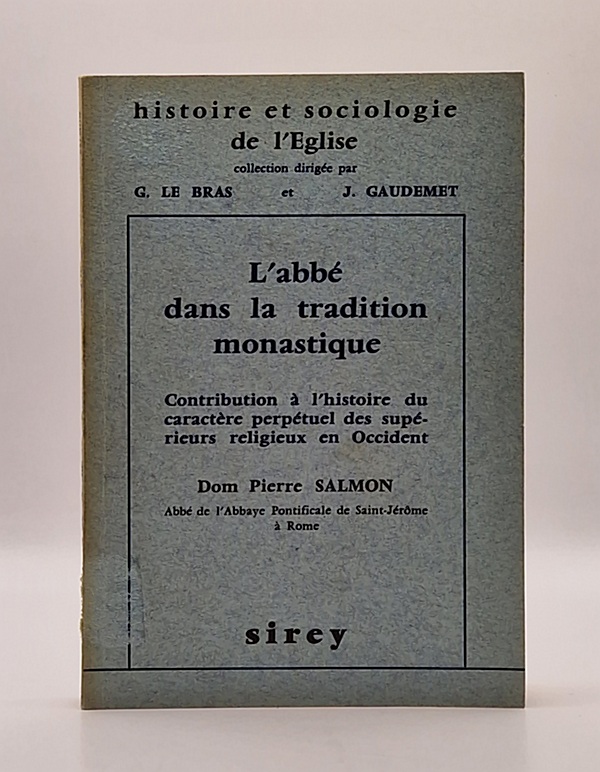 histoire et sociologie
de l'Eglise
collection dirigée par
G. LE BRAS et J. GAUDEMET
L'abbé
dans la tradition
monastique
Contribution à l'histoire du
caractère perpétuel des supé-
rieurs religieux en Occident
Dom Pierre SALMON
Abbé de l'Abbaye Pontificale de Saint-Jérôme
à Rome
sirey